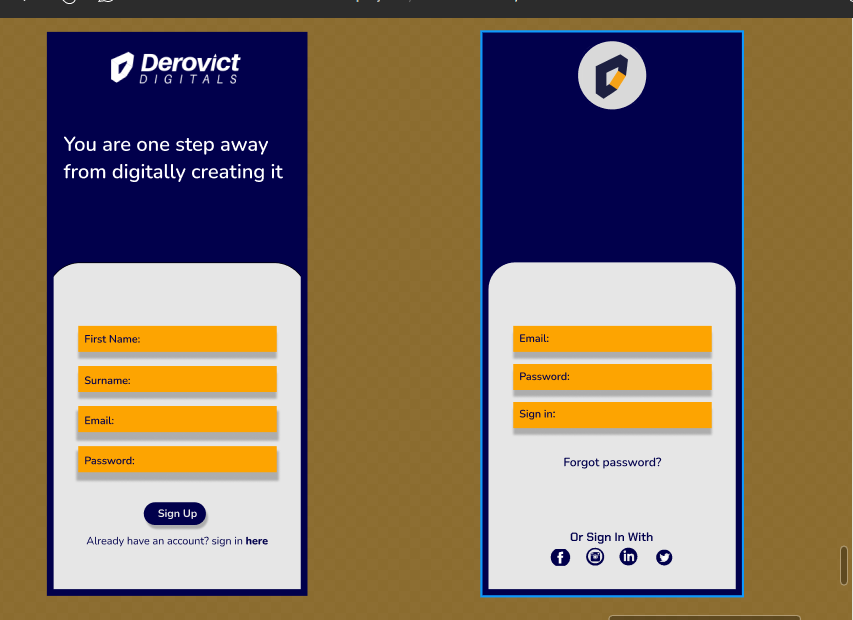 Derovict
DIGITALS
You are one step away
from digitally creating it
First Name:
Surname:
Email:
Password:
Sign Up
Already have an account? sign in here
Email:
Password:
Sign in:
Forgot password?
Or Sign In With